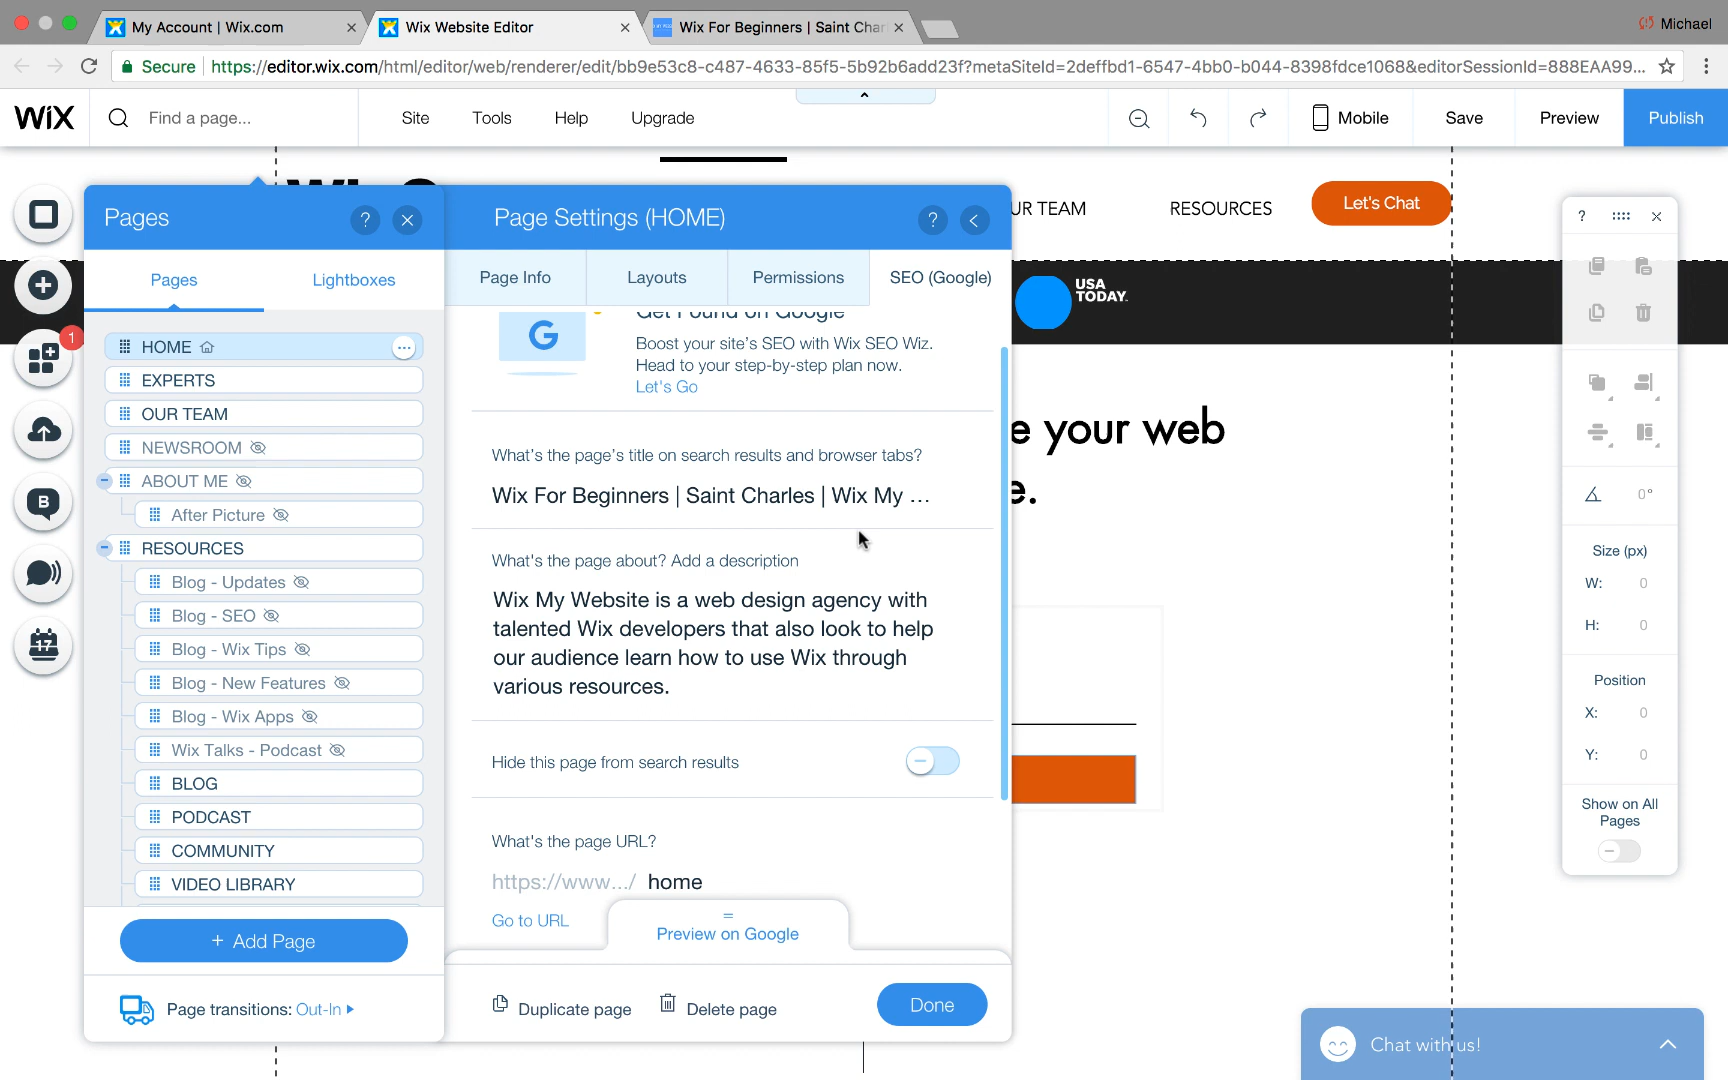 My Account | Wix.com
Wix Website Editor
Wix For Beginners | Saint Char
Michael
Secure
https://editor.wix.com/html/editor/web/renderer/edit/bb9e53c8-c487-4633-85f5-5b92b6add23f?metaSiteId=2deffbd1-6547-4bb0-b044-8398fdce1068&editorSessionId=888EAA99...
WiX
Find a page...
Site
Tools
Help
Upgrade
Mobile
Save
Preview
Publish
UR TEAM
RESOURCES
Let's Chat
Pages
?
Page Settings (HOME)
?
?
Pages
Lightboxes
Page Info
Layouts
Permissions
SEO (Google)
USA
TODAY.
1
HOME
EXPERTS
OUR TEAM
NEWSROOM
ABOUT ME
After Picture
RESOURCES
Blog - Updates
Blog - SEO
Blog - Wix Tips
Blog - New Features
Blog - Wix Apps
Wix Talks - Podcast
BLOG
PODCAST
COMMUNITY
VIDEO LIBRARY
+ Add Page
Page transitions: Out-In
B
17
G
Get Found on Google
Boost your site's SEO with Wix SEO Wiz.
Head to your step-by-step plan now.
Let's Go
What's the page's title on search results and browser tabs?
Wix For Beginners | Saint Charles | Wix My ...
What's the page about? Add a description
Wix My Website is a web design agency with
talented Wix developers that also look to help
our audience learn how to use Wix through
various resources.
Hide this page from search results
What's the page URL?
https://www.../ home
Go to URL
Preview on Google
Duplicate page
Delete page
Done
e your web
e.
0°
Size (px)
W: 0
H: 0
Position
X: 0
Y: 0
Show on All
Pages
Chat with us!